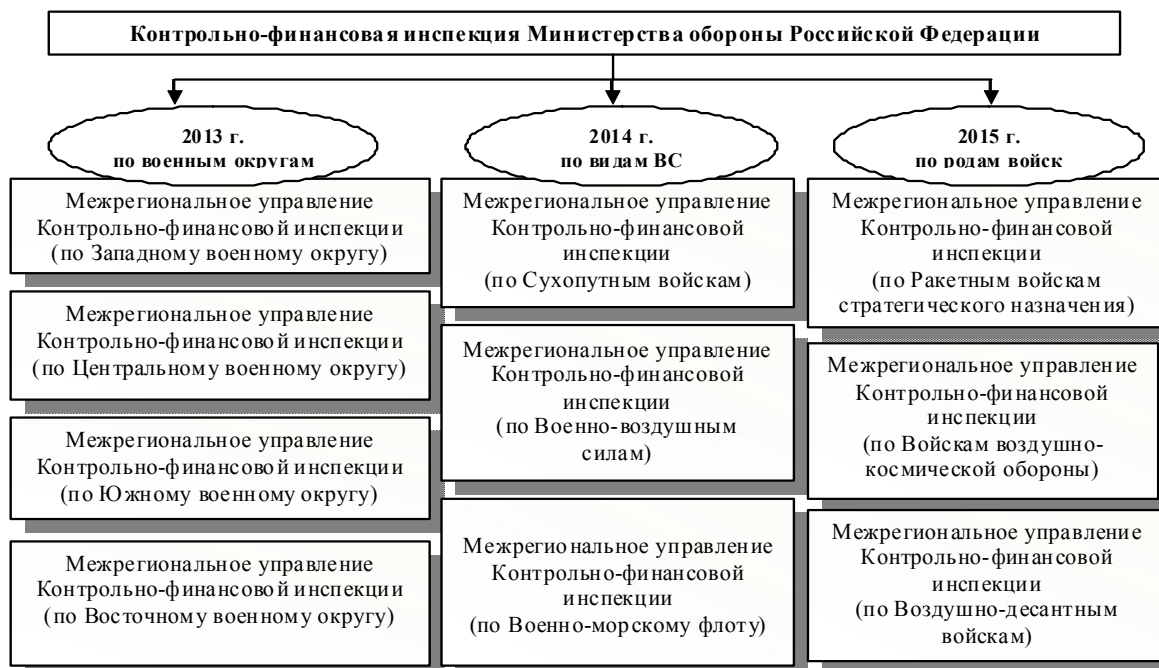 Контрольно-финансовая инспекция Министерства обороны Российской Федерации
2013 г.
по военным округам
Межрегиональное управление
Контрольно-финансовой инспекции
(по Западному военному округу)
Межрегиональное управление
Контрольно-финансовой инспекции
(по Центральному военному округу)
Межрегиональное управление
Контрольно-финансовой инспекции
(по Южному военному округу)
Межрегиональное управление
Контрольно-финансовой инспекции
(по Восточному военному округу)
2014 г.
по видам ВС
Межрегиональное управление
Контрольно-финансовой
инспекции
(по Сухопутным войскам)
Межрегиональное управление
Контрольно-финансовой
инспекции
(по Военно-воздушным
силам)
Межрегиональное управление
Контрольно-финансовой
инспекции
(по Военно-морскому флоту)
2015 г.
по родам войск
Межрегиональное управление
Контрольно-финансовой
инспекции
(по Ракетным войскам
стратегического назначения)
Межрегиональное управление
Контрольно-финансовой
инспекции
(по Войскам воздушно-
космической обороны)
Межрегиональное управление
Контрольно-финансовой
инспекции
(по Воздушно-десантным
войскам)